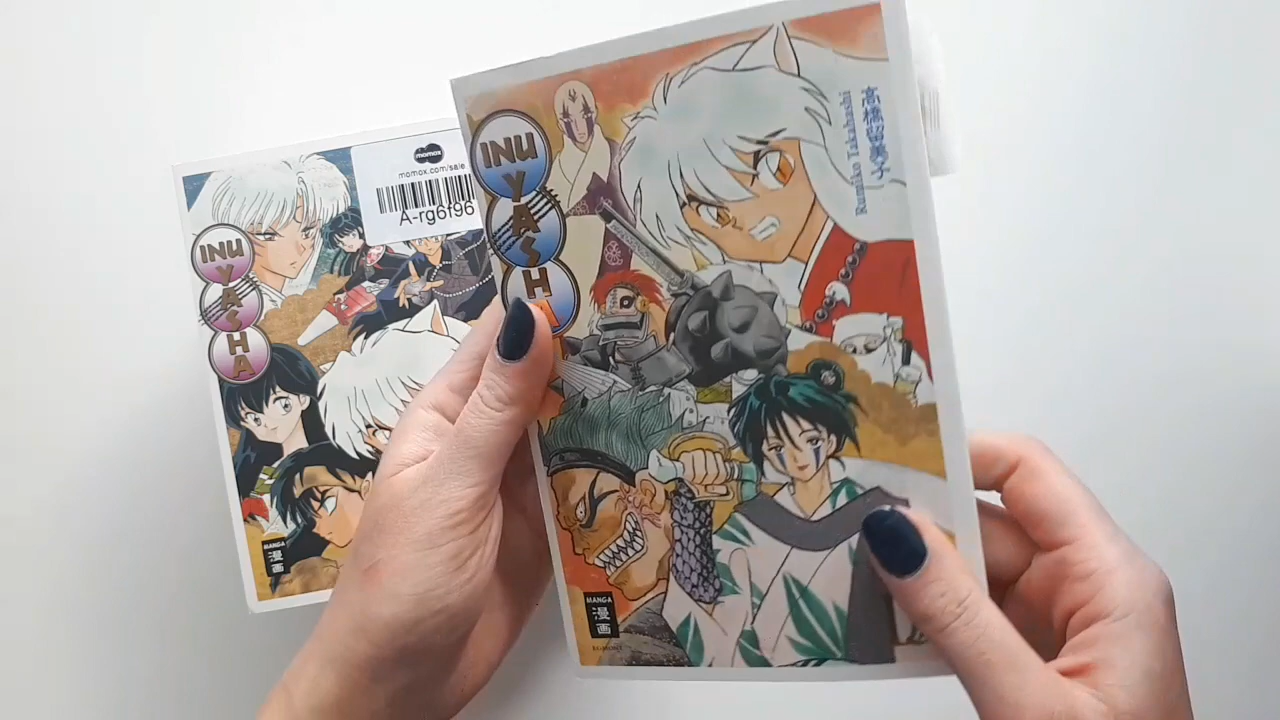 momox
momox.com/sale
A-rg6f96
INU
YASHA
MANGA
漫
画
INU
YASHA
Rumiko Takahashi
高橋留美子
MANGA
漫
画
EGMONT